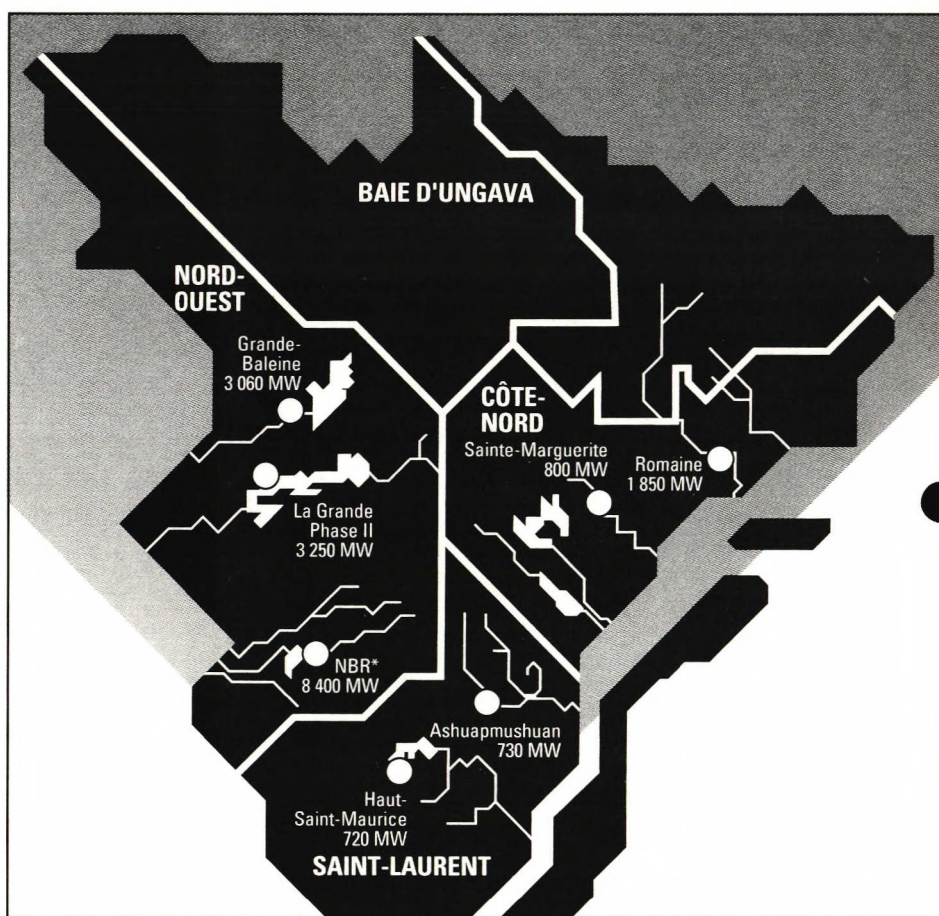 BAIE D'UNGAVA
NORD-
OUEST
Grande-
Baleine
3 060 MW
CÔTE-
NORD
Sainte-Marguerite
800 MW
Romaine
1 850 MW
La Grande
Phase II
3 250 MW
NBR*
8 400 MW
Ashuapmushuan
730 MW
Haut-
Saint-Maurice
720 MW
SAINT-LAURENT